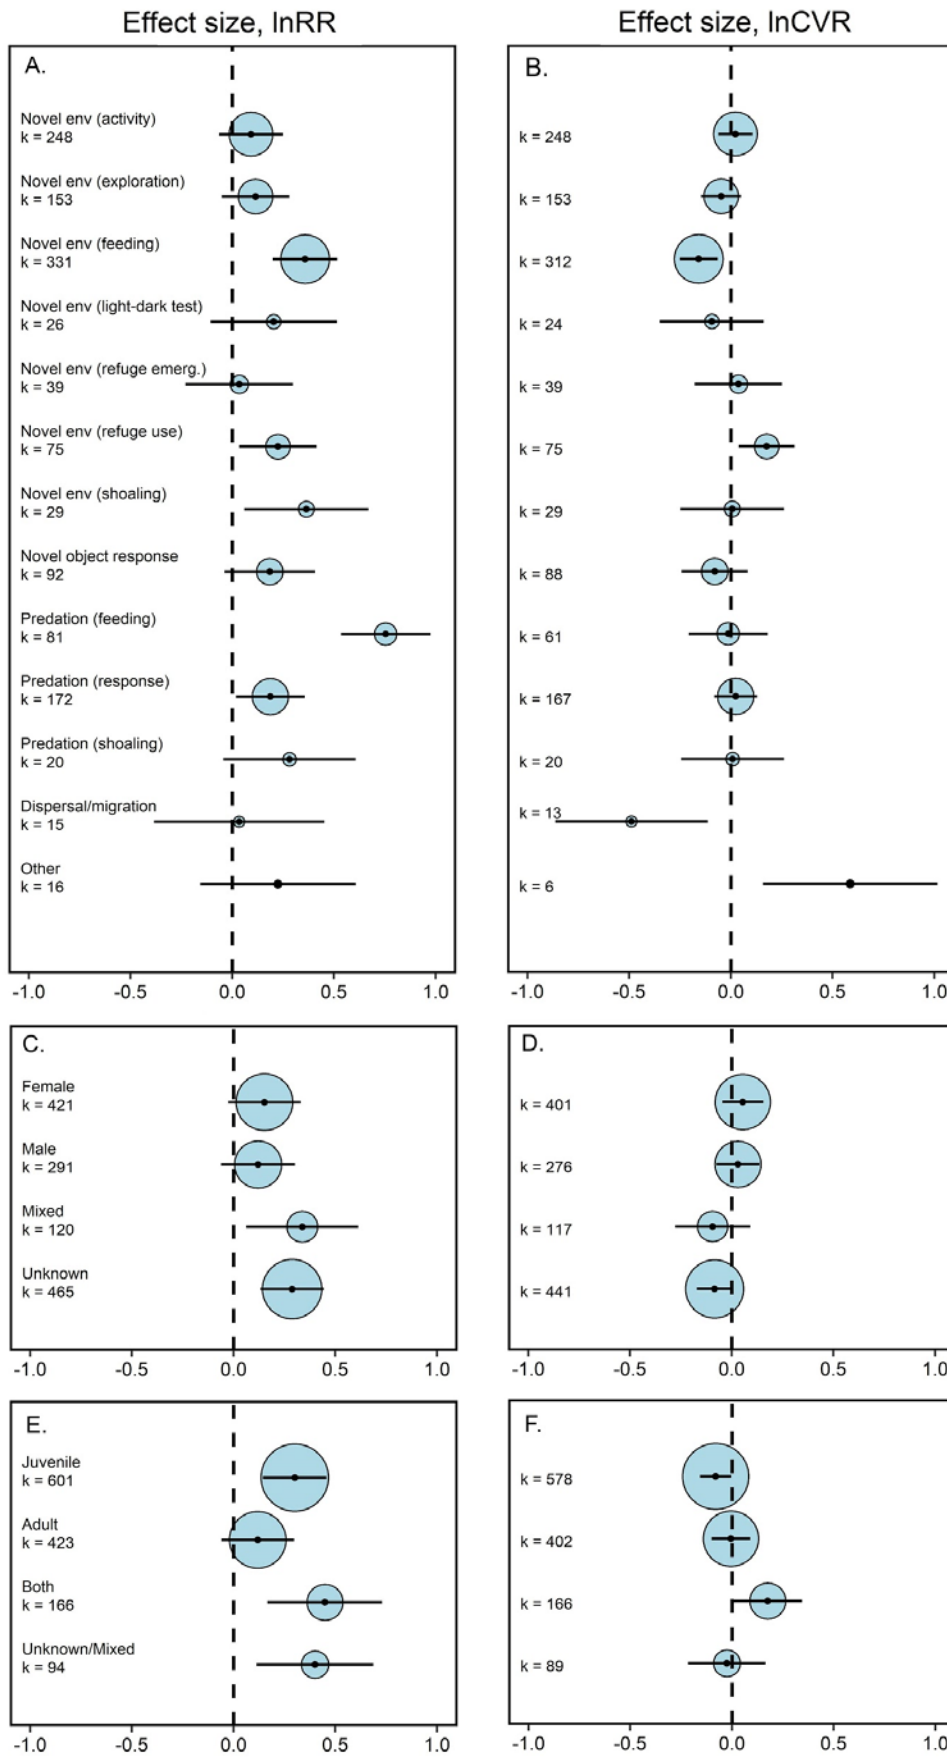 Effect size, lnRR
Effect size, lnCVR
A.
Novel env (activity)
k = 248
Novel env (exploration)
k = 153
Novel env (feeding)
k = 331
Novel env (light-dark test)
k = 26
Novel env (refuge emerg.)
k = 39
Novel env (refuge use)
k = 75
Novel env (shoaling)
k = 29
Novel object response
k = 92
Predation (feeding)
k = 81
Predation (response)
k = 172
Predation (shoaling)
k = 20
Dispersal/migration
k = 15
Other
k = 16
-1.0 -0.5 0.0 0.5 1.0
B.
k = 248
k = 153
k = 312
k = 24
k = 39
k = 75
k = 29
k = 88
k = 61
k = 167
k = 20
k = 13
k = 6
-1.0 -0.5 0.0 0.5 1.0
C.
Female
k = 421
Male
k = 291
Mixed
k = 120
Unknown
k = 465
-1.0 -0.5 0.0 0.5 1.0
D.
k = 401
k = 276
k = 117
k = 441
-1.0 -0.5 0.0 0.5 1.0
E.
Juvenile
k = 601
Adult
k = 423
Both
k = 166
Unknown/Mixed
k = 94
-1.0 -0.5 0.0 0.5 1.0
F.
k = 578
k = 402
k = 166
k = 89
-1.0 -0.5 0.0 0.5 1.0